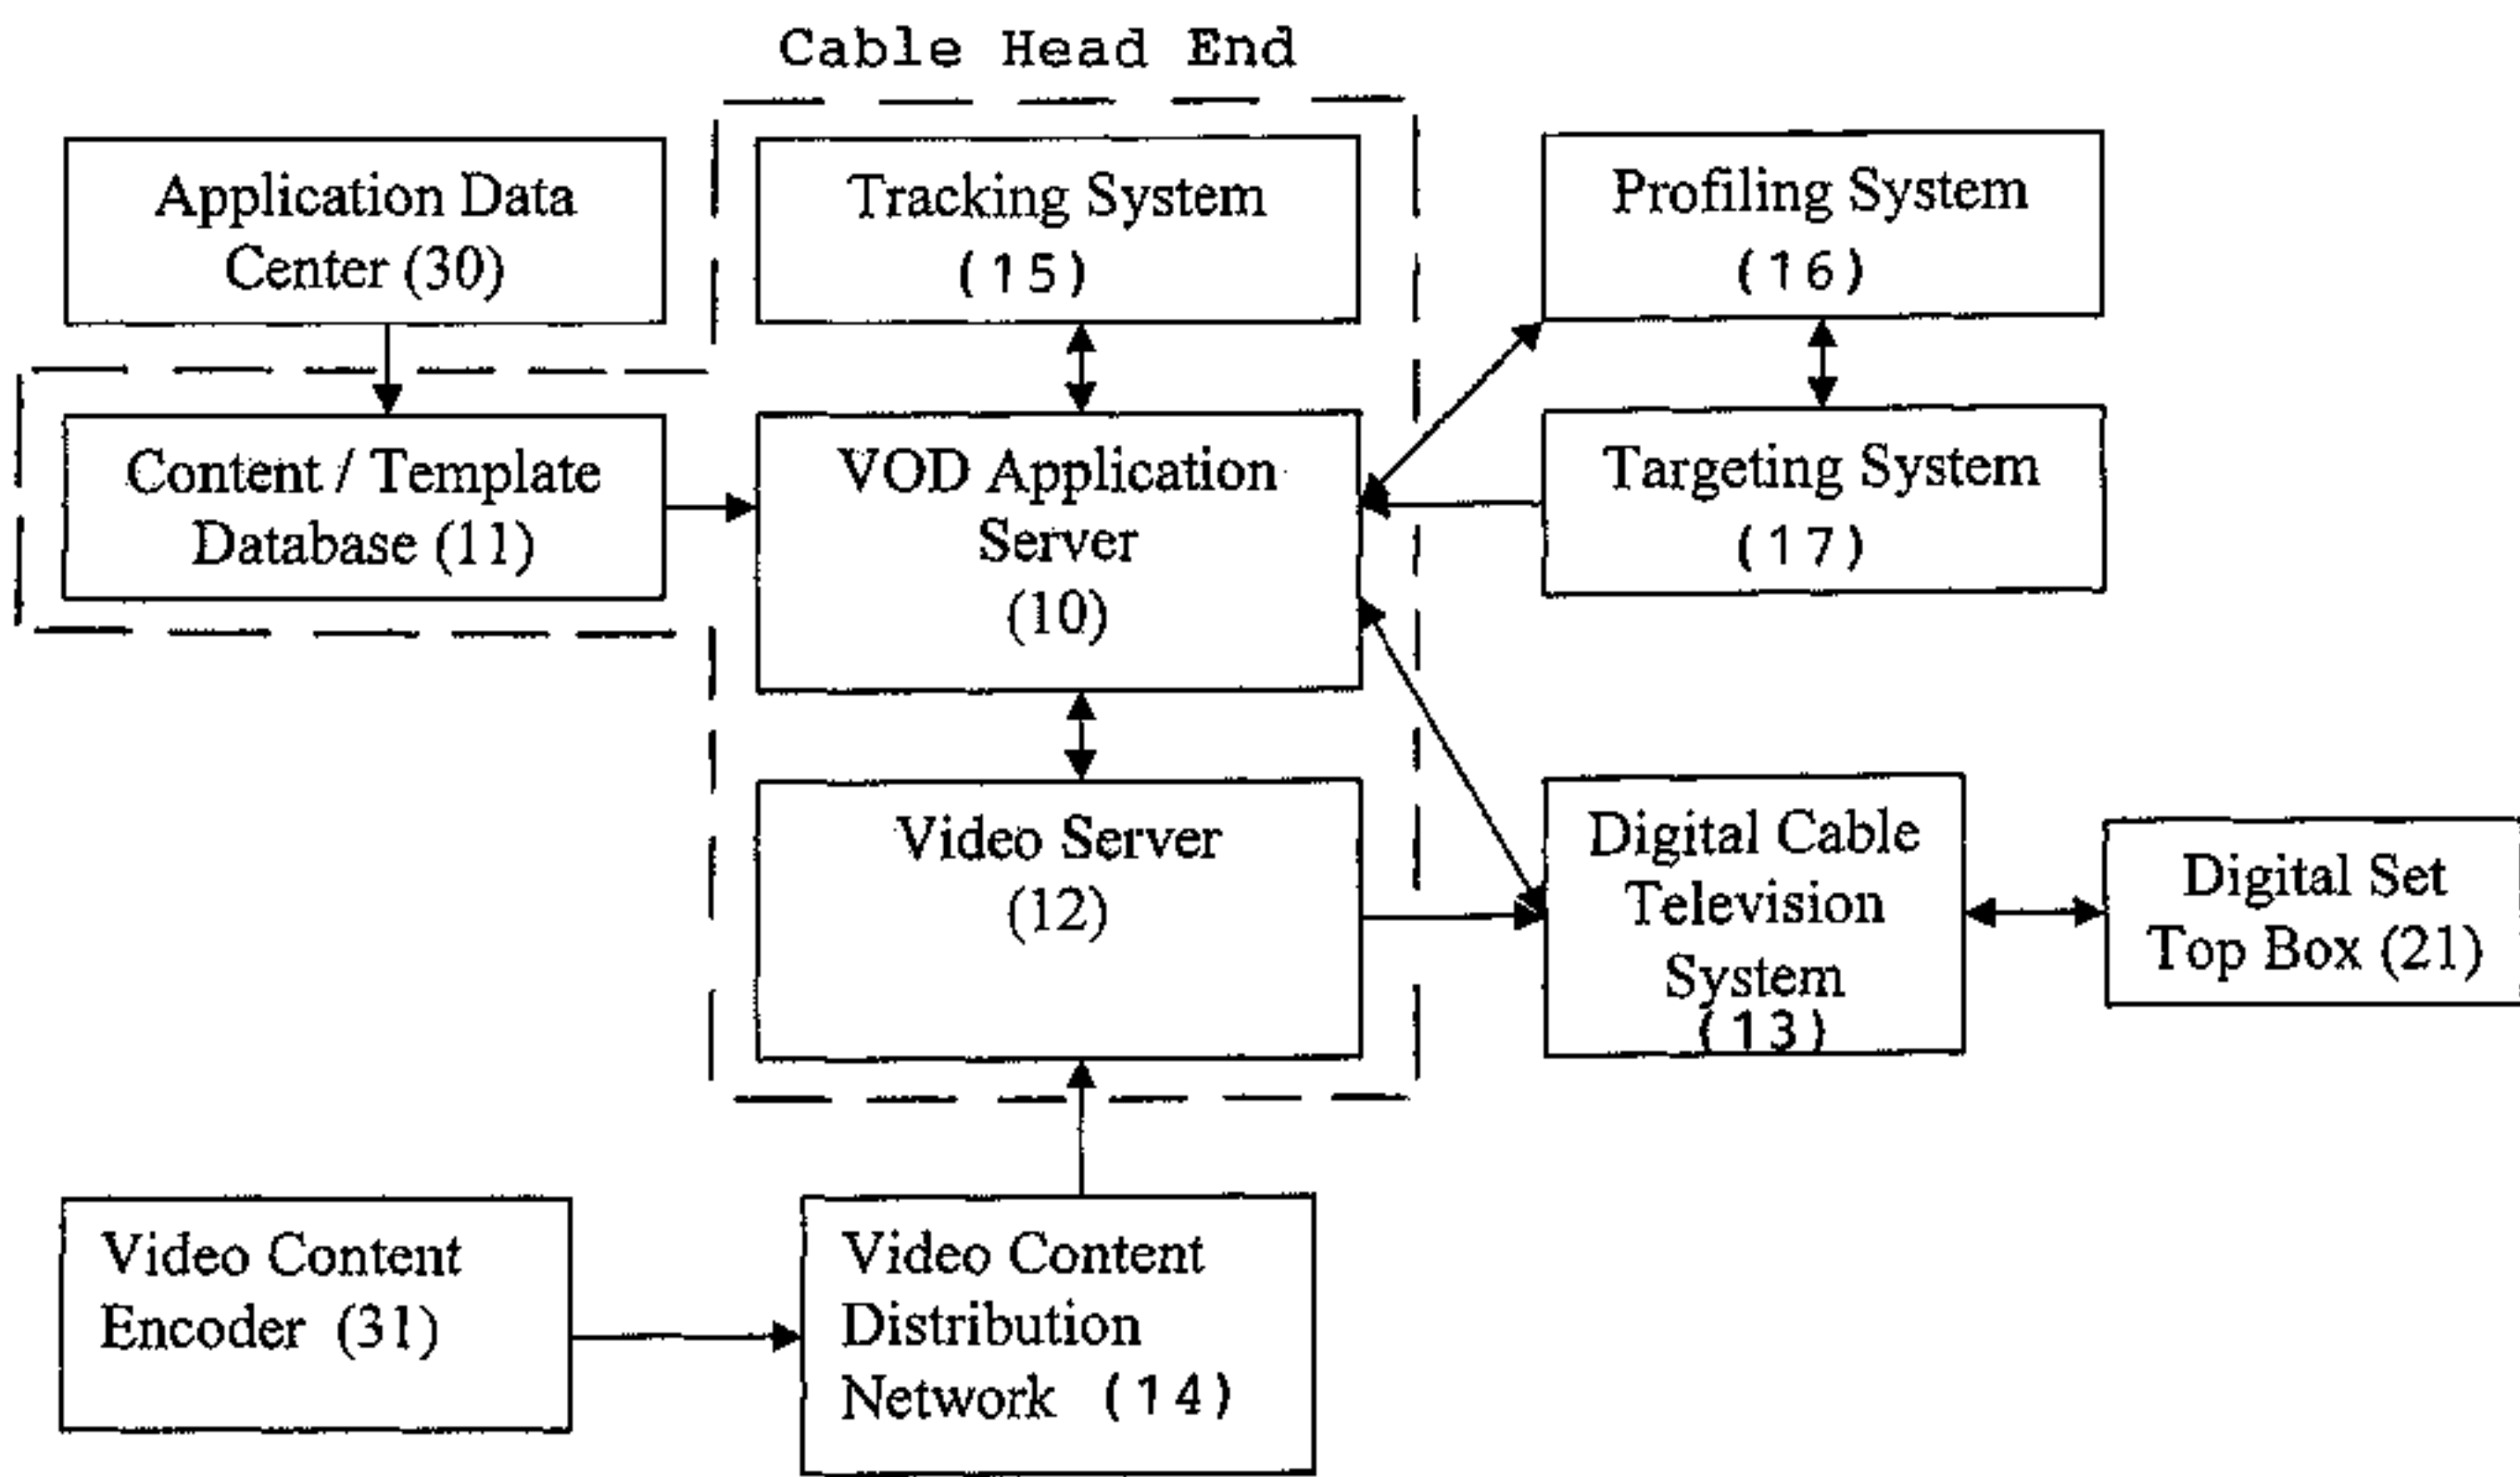 Cable Head End
Application Data
Center (30)
Tracking System
(15)
Profiling System
(16)
Content / Template
Database (11)
VOD Application
Server
(10)
Targeting System
(17)
Video Server
(12)
Digital Cable
Television
System
(13)
Digital Set
Top Box (21)
Video Content
Encoder (31)
Video Content
Distribution
Network (14)